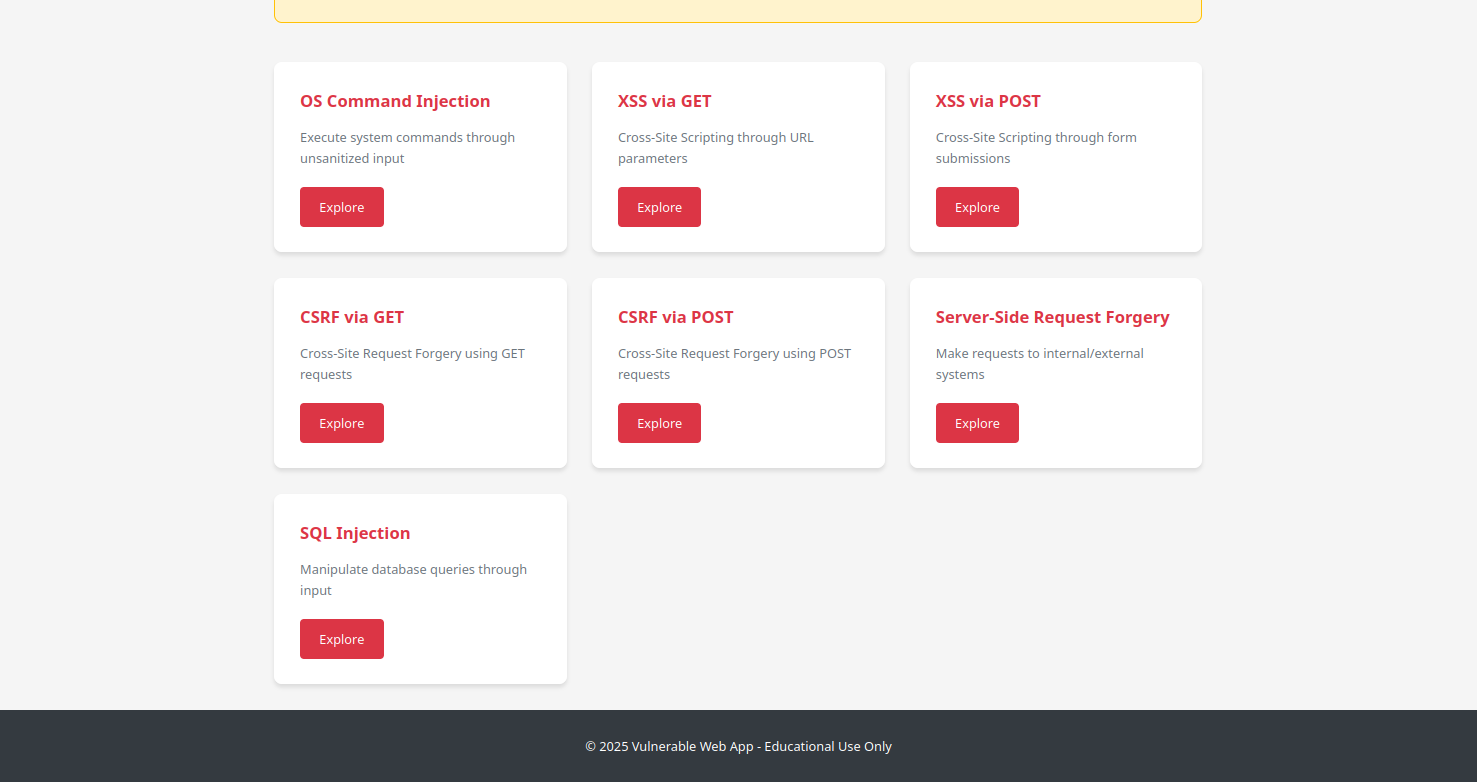 OS Command Injection
Execute system commands through
unsanitized input
Explore
XSS via GET
Cross-Site Scripting through URL
parameters
Explore
XSS via POST
Cross-Site Scripting through form
submissions
Explore
CSRF via GET
Cross-Site Request Forgery using GET
requests
Explore
CSRF via POST
Cross-Site Request Forgery using POST
requests
Explore
Server-Side Request Forgery
Make requests to internal/external
systems
Explore
SQL Injection
Manipulate database queries through
input
Explore
© 2025 Vulnerable Web App - Educational Use Only